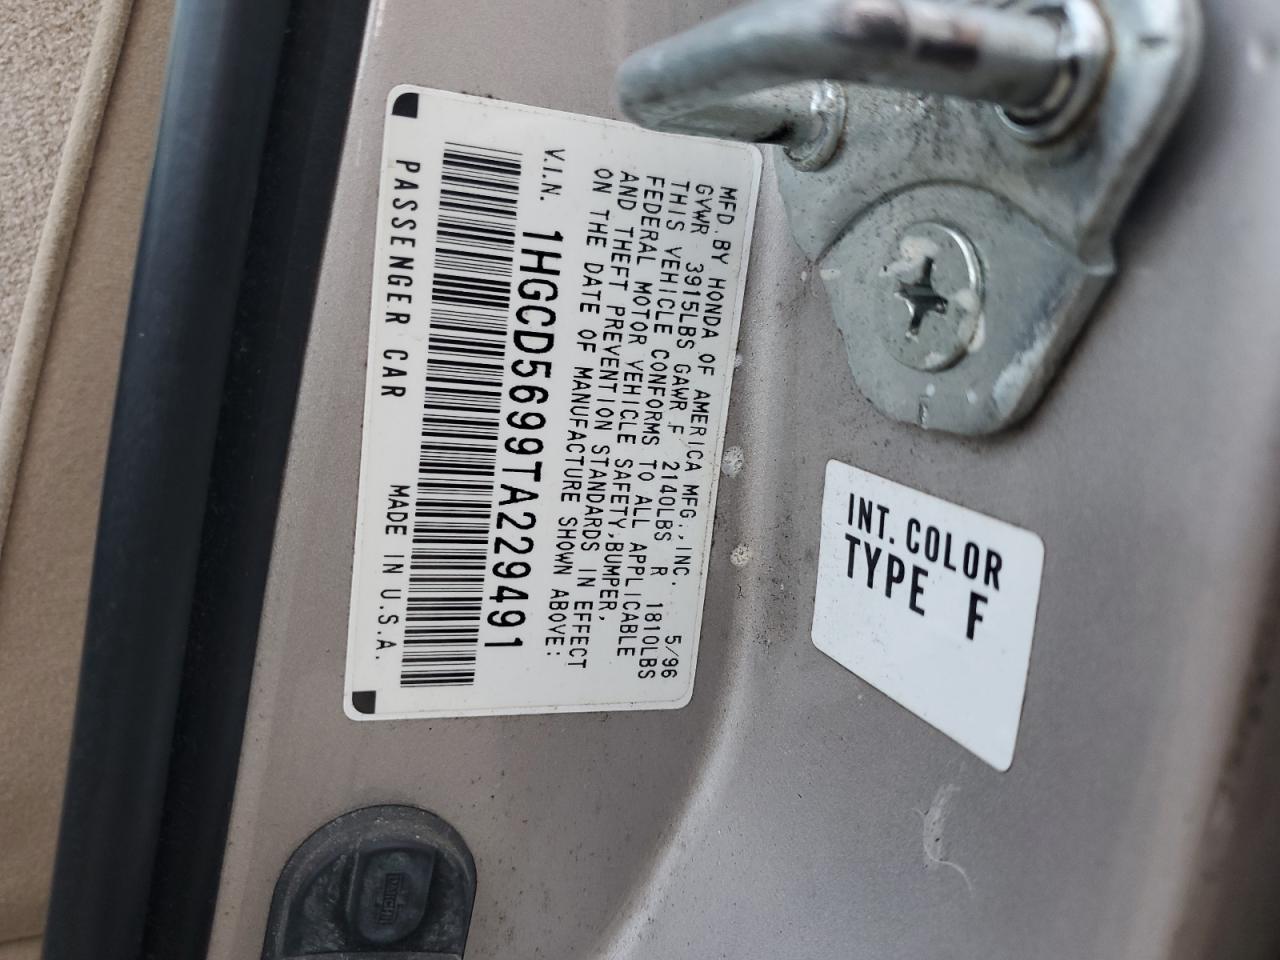 MFD. BY HONDA OF AMERICA MFG., INC. 5/96
GVWR 3915LBS GAWR F 2140LBS R 1810LBS
THIS VEHICLE CONFORMS TO ALL APPLICABLE
FEDERAL MOTOR VEHICLE SAFETY, BUMPER,
AND THEFT PREVENTION STANDARDS IN EFFECT
ON THE DATE OF MANUFACTURE SHOWN ABOVE:
V.I.N. 1HGCD5699TA229491
PASSENGER CAR MADE IN U.S.A.
INT. COLOR
TYPE F